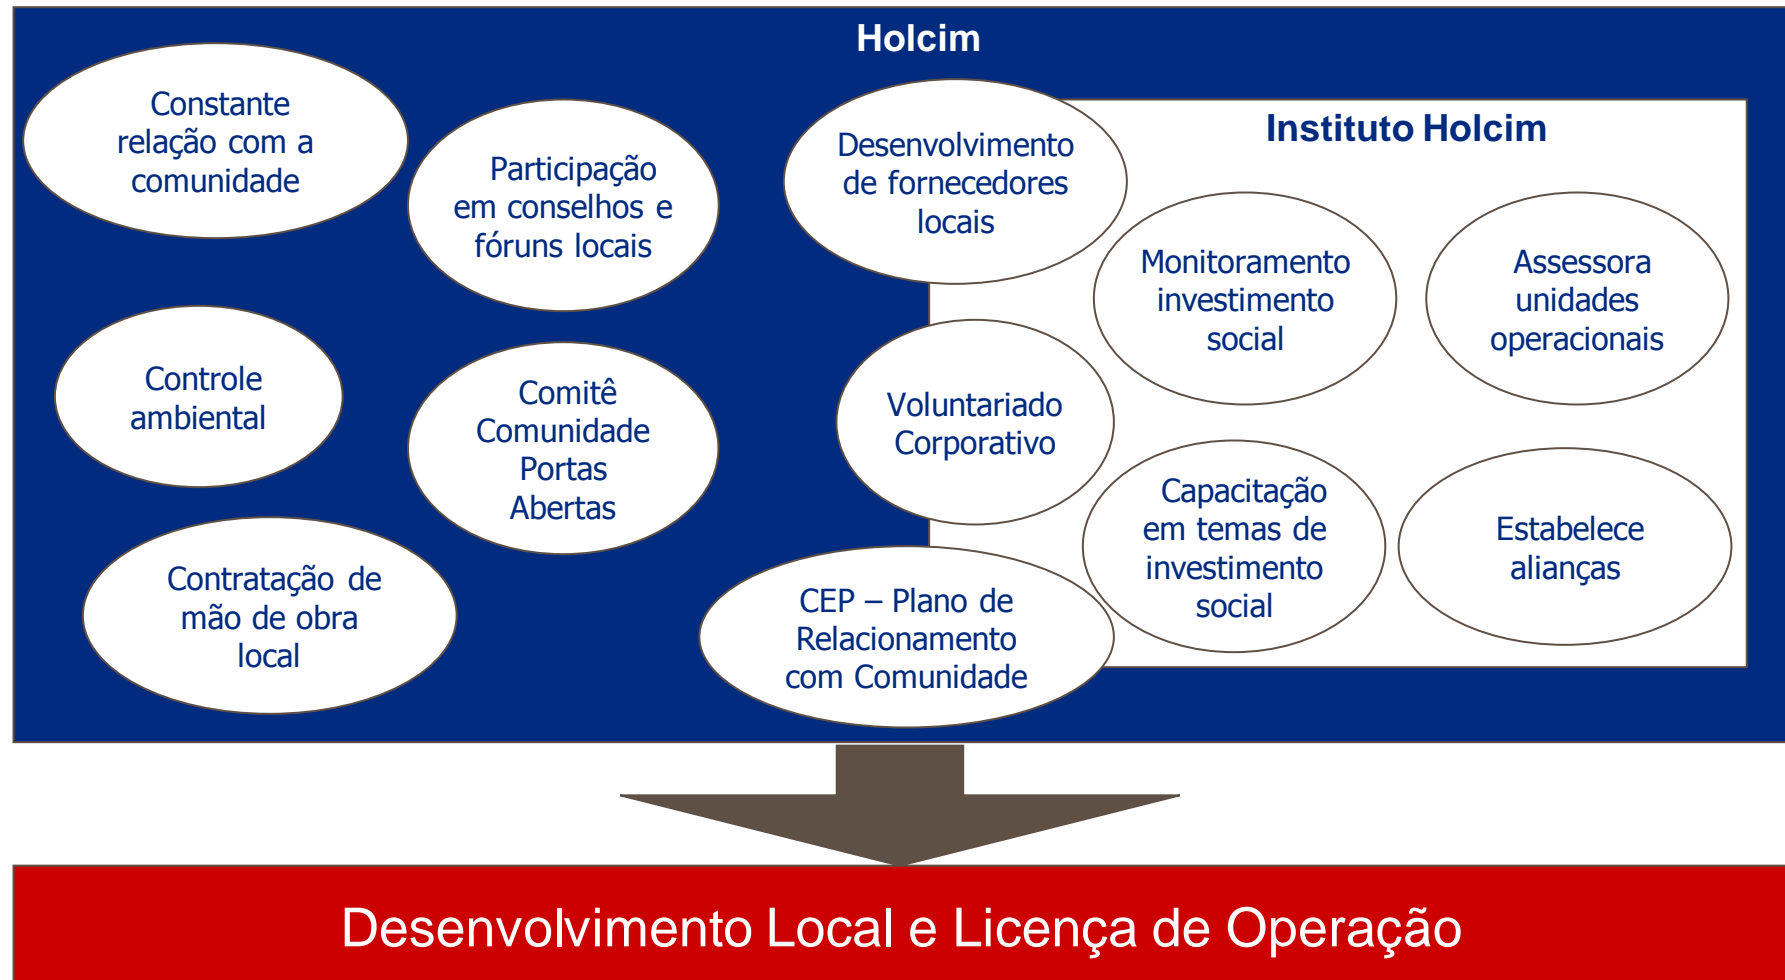 Holcim
Constante
relação com a
comunidade
Participação
em conselhos e
fóruns locais
Controle
ambiental
Comitê
Comunidade
Portas
Abertas
Contratação de
mão de obra
local
Desenvolvimento
de fornecedores
locais
Voluntariado
Corporativo
CEP – Plano de
Relacionamento
com Comunidade
Instituto Holcim
Monitoramento
investimento
social
Assessora
unidades
operacionais
Capacitação
em temas de
investimento
social
Estabelece
alianças
Desenvolvimento Local e Licença de Operação